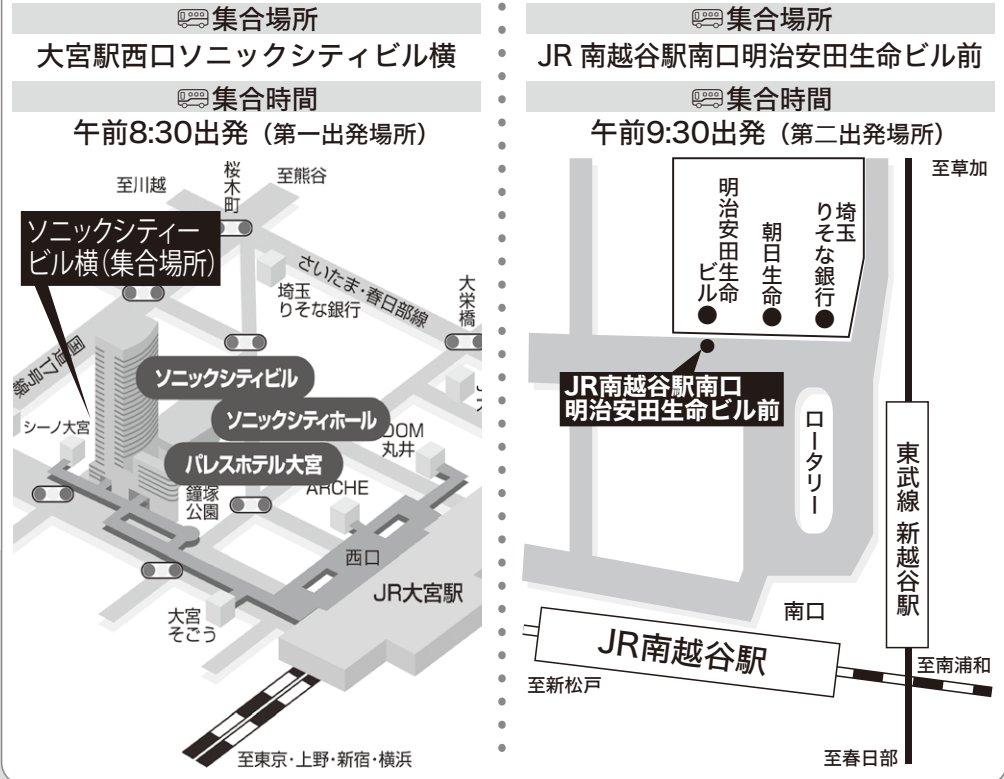 集合場所
大宮駅西口ソニックシティビル横
集合時間
午前8:30出発（第一出発場所）
至川越
桜木町
至熊谷
ソニックシティー
ビル横（集合場所）
埼玉
りそな銀行
さいたま・春日部線
大栄橋
国道17号線
ソニックシティビル
ソニックシティホール
パレスホテル大宮
シーノ大宮
DOM
丸井
鐘塚
公園
ARCHE
西口
JR大宮駅
大宮
そごう
至東京・上野・新宿・横浜
集合場所
JR 南越谷駅南口明治安田生命ビル前
集合時間
午前9:30出発（第二出発場所）
至草加
明治安田生命
ビル
朝日生命
埼玉
りそな銀行
JR南越谷駅南口
明治安田生命ビル前
ロータリー
東武線 新越谷駅
南口
JR南越谷駅
至南浦和
至新松戸
至春日部